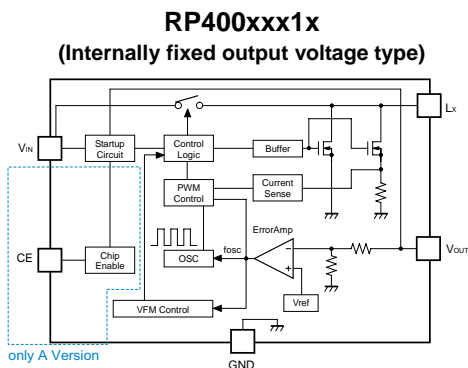 RP400xxx1x
(Internally fixed output voltage type)
LX
VIN
Startup
Circuit
Control
Logic
Buffer
PWM
Control
Current
Sense
ErrorAmp
CE
Chip
Enable
OSC
fosc
VOUT
VFM Control
Vref
only A Version
GND